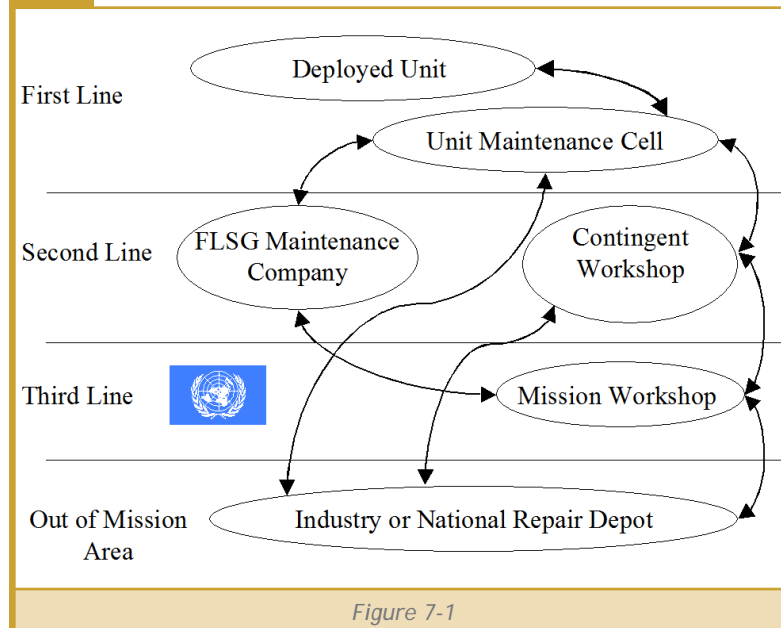 Deployed Unit
First Line
Unit Maintenance Cell
Second Line
FLSG Maintenance
Company
Contingent
Workshop
Third Line
Mission Workshop
Out of Mission
Area
Industry or National Repair Depot
Figure 7-1